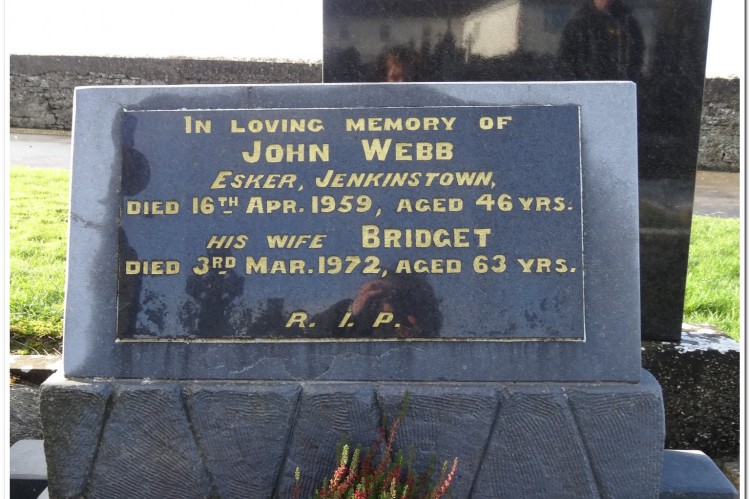 In loving memory of
John Webb
Esker, Jenkinstown,
died 16th Apr. 1959, aged 46 yrs.
his wife Bridget
died 3rd Mar. 1972, aged 63 yrs.
R. I. P.